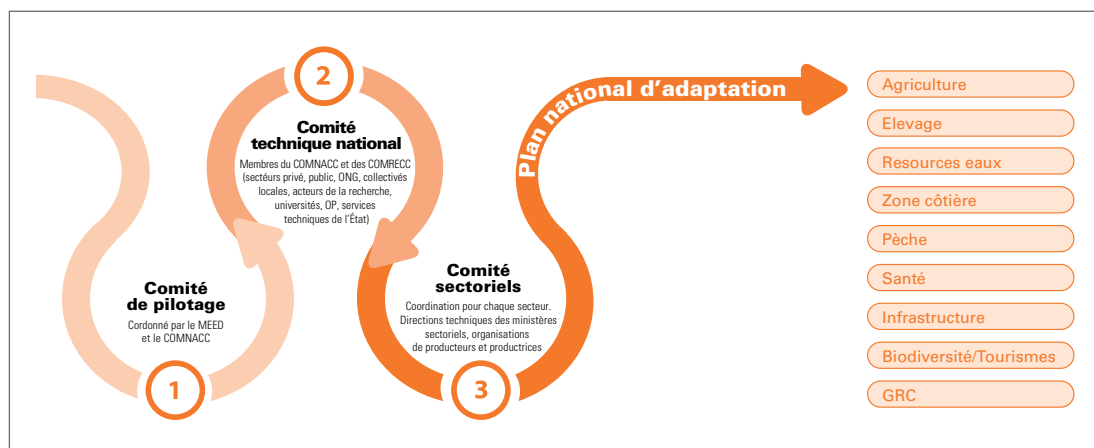 1
Comité
de pilotage
Cordonné par le MEED
et le COMNACC
2
Comité
technique national
Membres du COMNACC et des COMRECC
(sectéurs privé, public, ONG, collectivés
locales, acteurs de la recherche,
universités, OP, services
techniques de l'État)
Comité
sectoriels
Coordination pour chaque secteur.
Directions techniques des ministères
sectoriels, organisations
de producteurs et productrices
3
Plan national d'adaptation
Agriculture
Elevage
Resources eaux
Zone côtière
Pèche
Santé
Infrastructure
Biodiversité/Tourismes
GRC